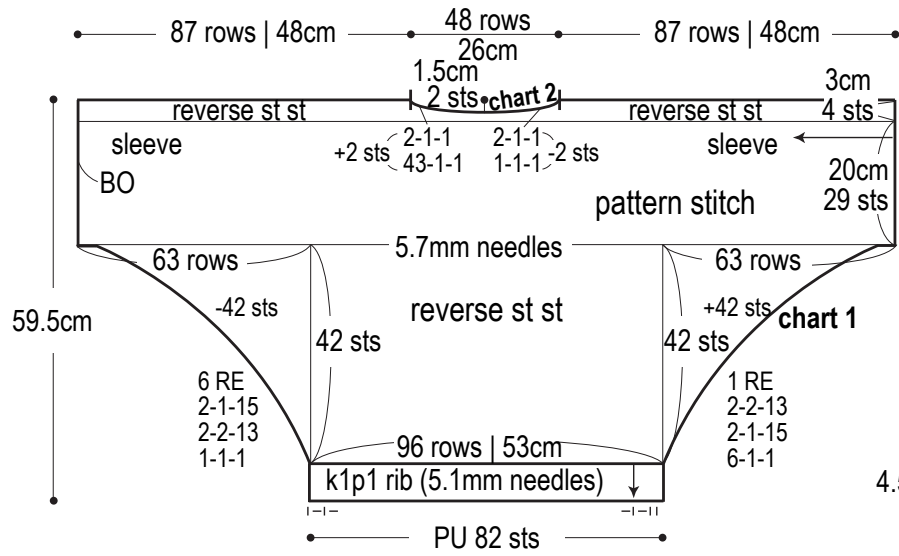 87 rows | 48cm
48 rows
26cm
87 rows | 48cm
1.5cm
2 sts
chart 2
3cm
4 sts
reverse st st
reverse st st
sleeve
+2 sts
2-1-1
43-1-1
2-1-1
1-1-1
-2 sts
sleeve
BO
20cm
29 sts
pattern stitch
63 rows
5.7mm needles
63 rows
59.5cm
-42 sts
42 sts
reverse st st
42 sts
+42 sts
chart 1
6 RE
2-1-15
2-2-13
1-1-1
1 RE
2-2-13
2-1-15
6-1-1
96 rows | 53cm
k1p1 rib (5.1mm needles)
PU 82 sts